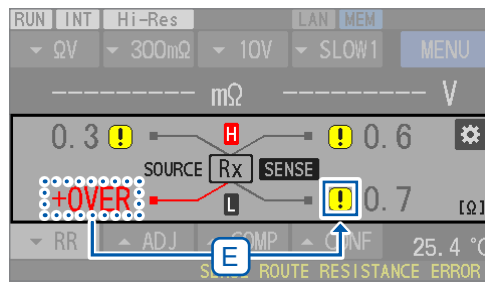 RUN INT Hi-Res LAN MEM
ΩV 300mΩ 10V SLOW1 MENU
---------- mΩ ---------- V
0.3 ! H ! 0.6
SOURCE Rx SENSE
+OVER L ! 0.7 [Ω]
RR ADJ COMP CONF 25.4 °C
E
SENSE ROUTE RESISTANCE ERROR